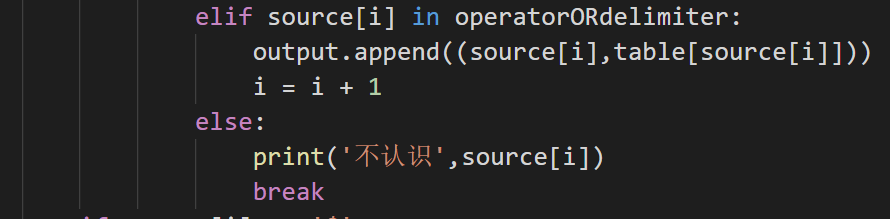 elif source[i] in operatorORdelimiter:
output.append((source[i],table[source[i]]))
i = i + 1
else:
print('不认识',source[i])
break